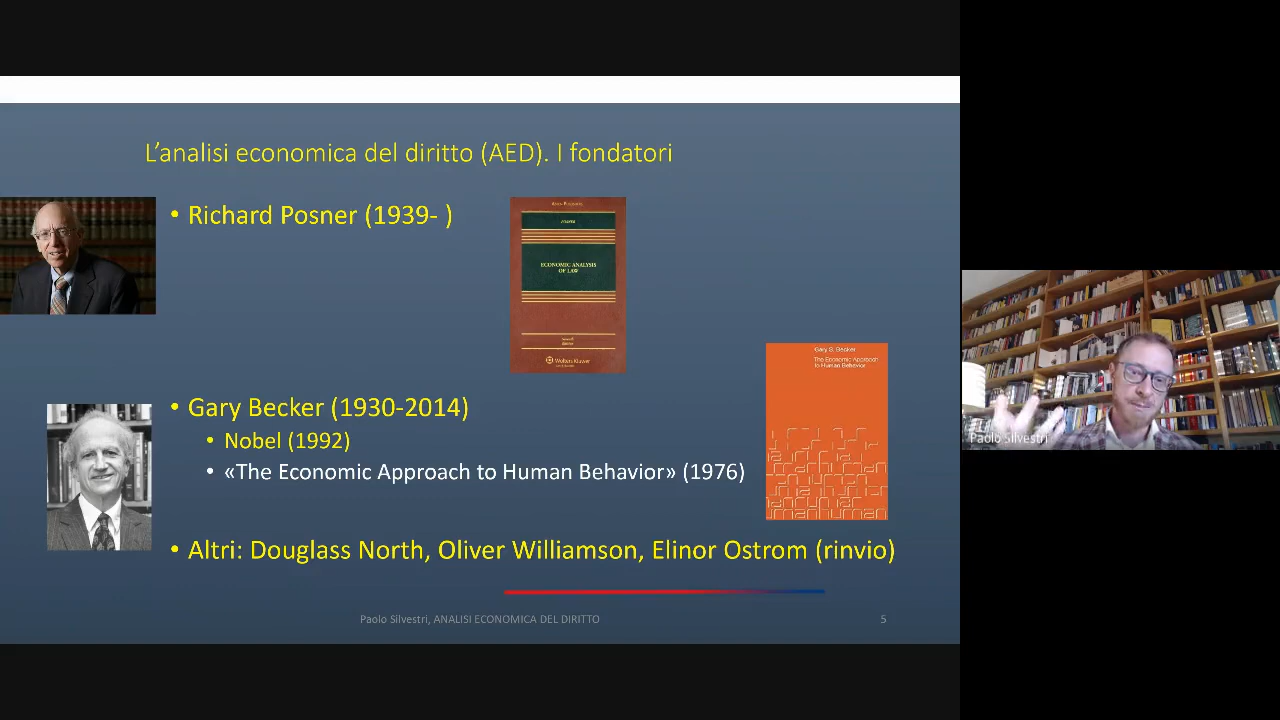 L’analisi economica del diritto (AED). I fondatori
• Richard Posner (1939- )
ECONOMIC ANALYSIS
OF LAW
Wolters Kluwer
• Gary Becker (1930-2014)
• Nobel (1992)
• «The Economic Approach to Human Behavior» (1976)
Gary S. Becker
The Economic Approach
to Human Behavior
• Altri: Douglass North, Oliver Williamson, Elinor Ostrom (rinvio)
Paolo Silvestri, ANALISI ECONOMICA DEL DIRITTO
5
Paolo Silvestri